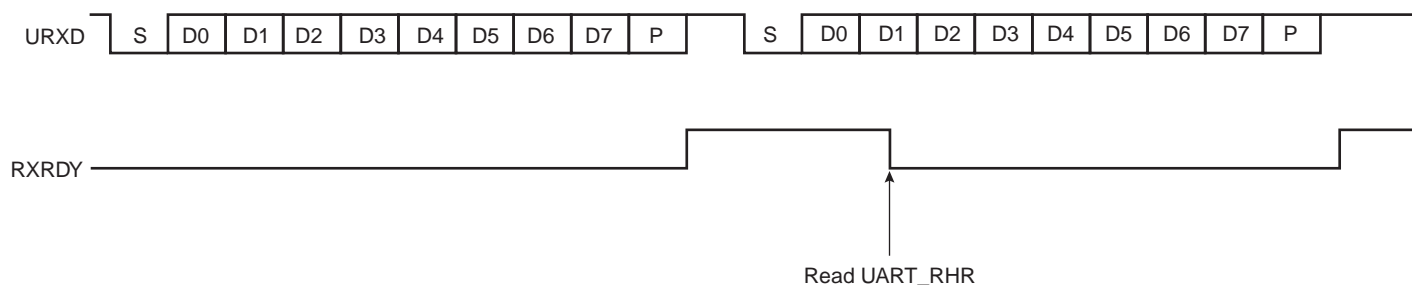 URXD S D0 D1 D2 D3 D4 D5 D6 D7 P S D0 D1 D2 D3 D4 D5 D6 D7 P
RXRDY
Read UART_RHR